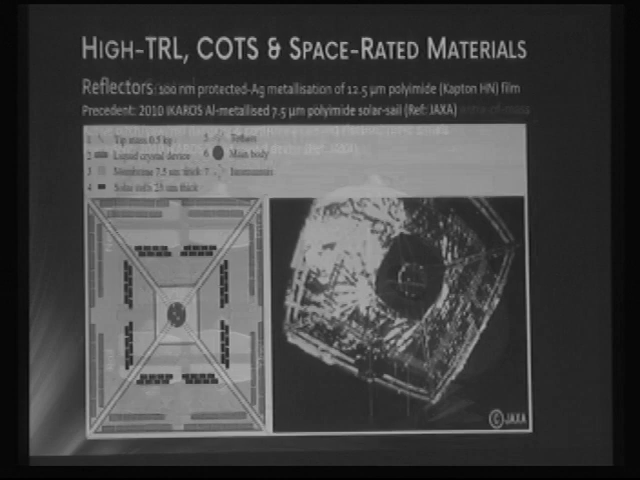 HIGH-TRL, COTS & SPACE-RATED MATERIALS
Reflectors: 100 nm protected-Ag metallisation of 12.5 µm polyimide (Kapton HN) film
Precedent: 2010 IKAROS Al-metallised 7.5 µm polyimide solar-sail (Ref: JAXA)
1 Tip mass 0.5 kg 5 Tethers
2 Liquid crystal device 6 Main body
3 Membrane 7.5 um thick 7 Instruments
4 Solar cells 25 um thick
© JAXA